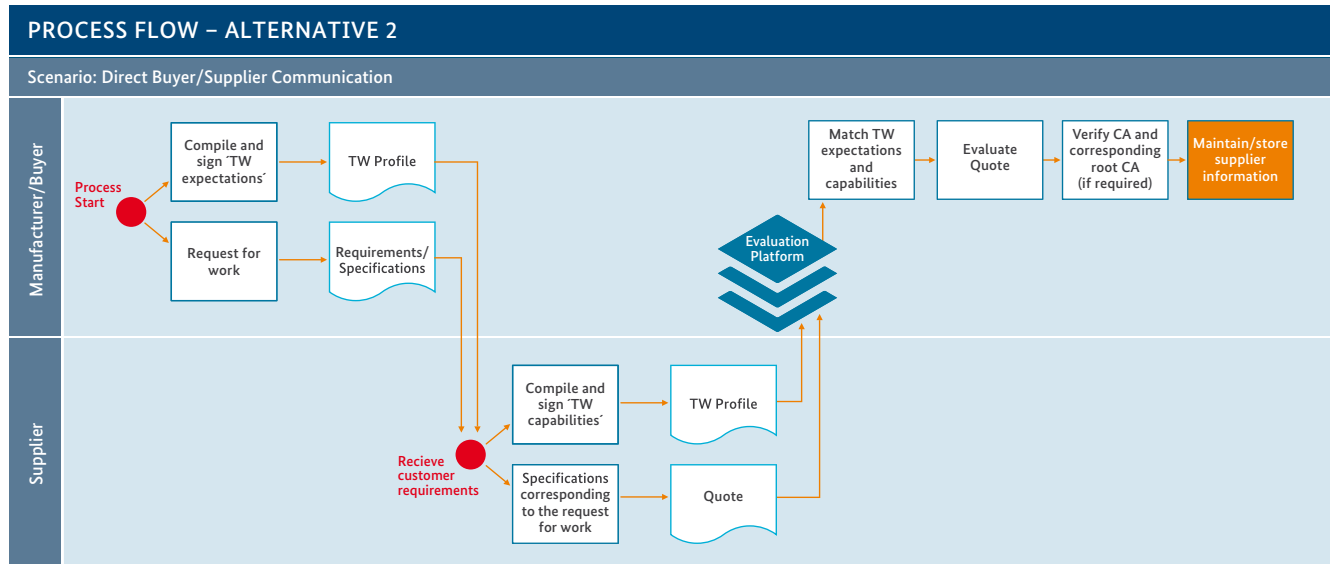 PROCESS FLOW – ALTERNATIVE 2
Scenario: Direct Buyer/Supplier Communication
Manufacturer/Buyer
Process
Start
Compile and
sign ´TW
expectations´
TW Profile
Request for
work
Requirements/
Specifications
Evaluation
Platform
Match TW
expectations
and
capabilities
Evaluate
Quote
Verify CA and
corresponding
root CA
(if required)
Maintain/store
supplier
information
Supplier
Recieve
customer
requirements
Compile and
sign ´TW
capabilities´
TW Profile
Specifications
corresponding
to the request
for work
Quote